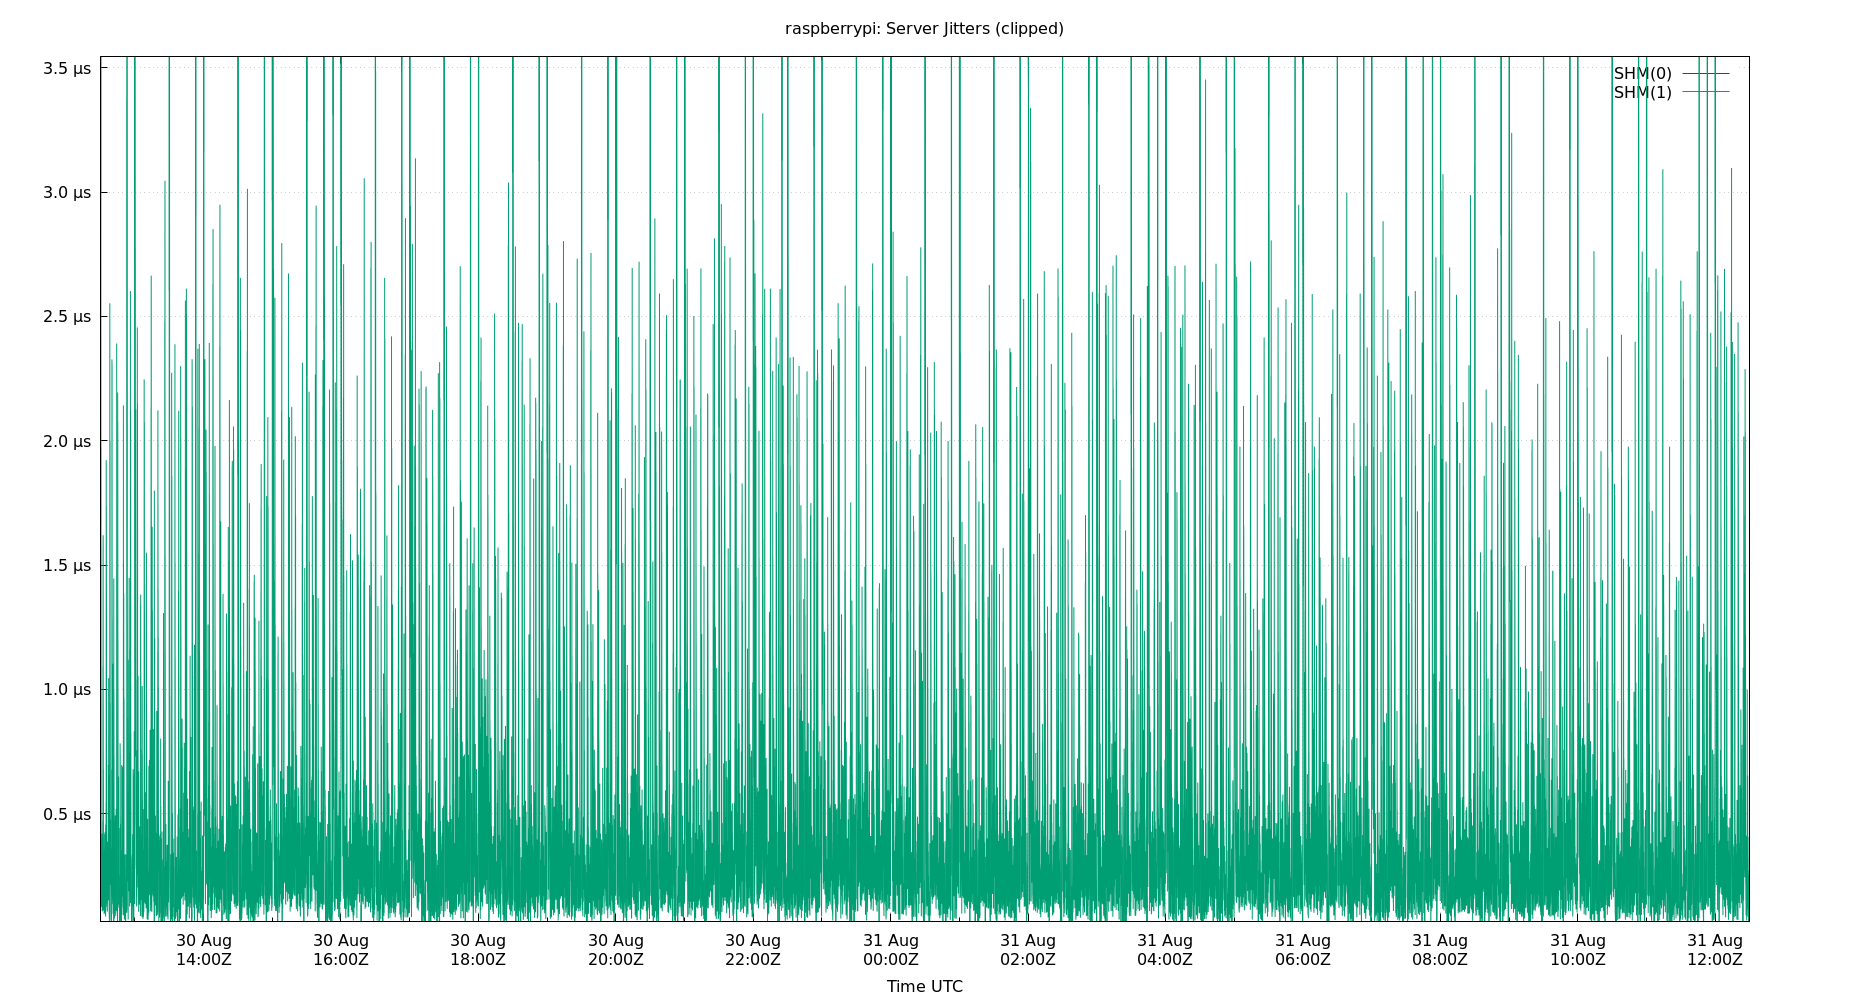 raspberrypi: Server Jitters (clipped)
3.5 µs
3.0 µs
2.5 µs
2.0 µs
1.5 µs
1.0 µs
0.5 µs
SHM(0)
SHM(1)
30 Aug 14:00Z
30 Aug 16:00Z
30 Aug 18:00Z
30 Aug 20:00Z
30 Aug 22:00Z
31 Aug 00:00Z
31 Aug 02:00Z
31 Aug 04:00Z
31 Aug 06:00Z
31 Aug 08:00Z
31 Aug 10:00Z
31 Aug 12:00Z
Time UTC